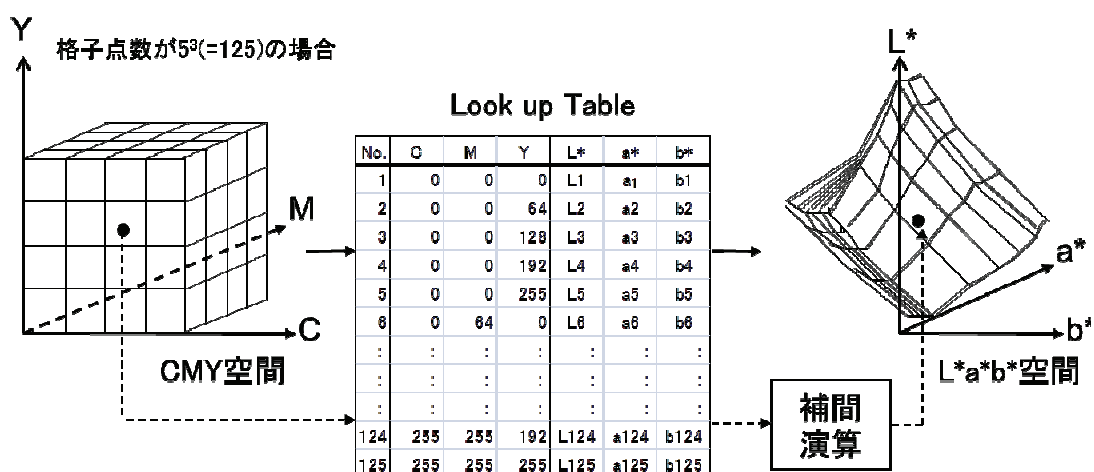 格子点数が5³(=125)の場合
Y
M
C
CMY空間
Look up Table
No. C M Y L* a* b*
1 0 0 0 L1 a1 b1
2 0 0 64 L2 a2 b2
3 0 0 128 L3 a3 b3
4 0 0 192 L4 a4 b4
5 0 0 255 L5 a5 b5
6 0 64 0 L6 a6 b6
: : : : : : :
: : : : : : :
: : : : : : :
124 255 255 192 L124 a124 b124
125 255 255 255 L125 a125 b125
補間
演算
L*
a*
b*
L*a*b*空間